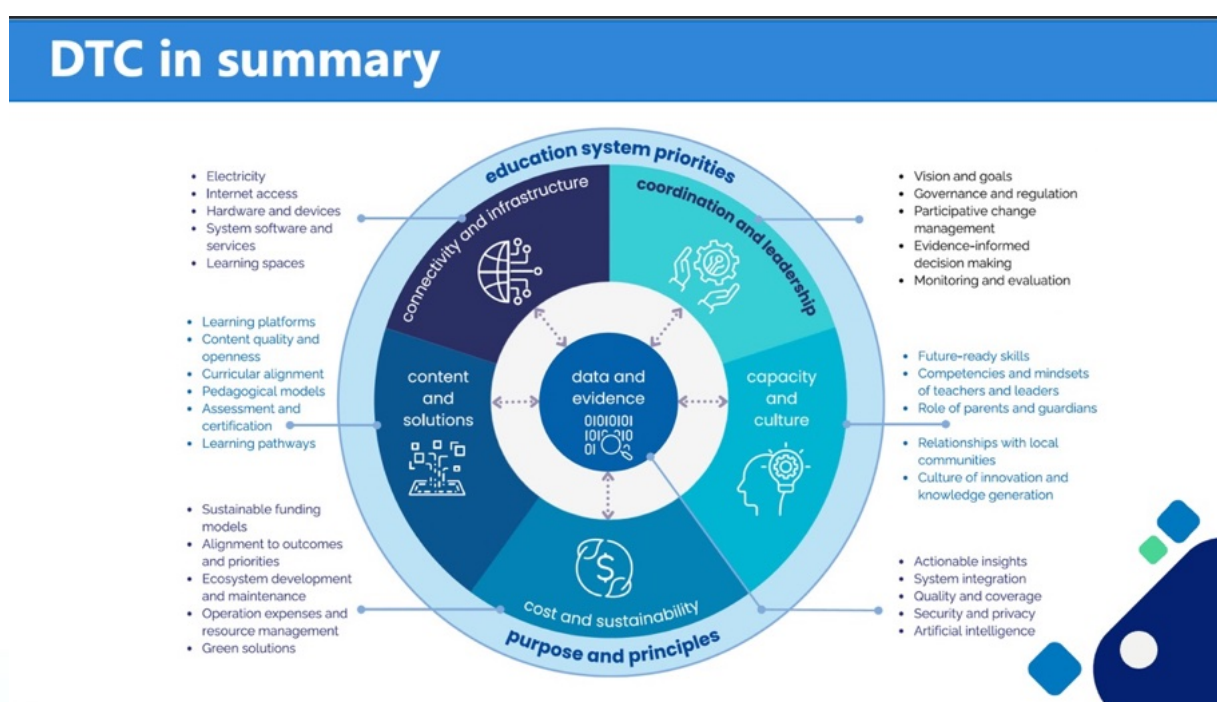 DTC in summary
education system priorities
connectivity and infrastructure
coordination and leadership
• Electricity
• Internet access
• Hardware and devices
• System software and
services
• Learning spaces
• Vision and goals
• Governance and regulation
• Participative change
management
• Evidence-informed
decision making
• Monitoring and evaluation
• Learning platforms
• Content quality and
openness
• Curricular alignment
• Pedagogical models
• Assessment and
certification
• Learning pathways
content
and
solutions
data and
evidence
01010101
capacity
and
culture
• Future-ready skills
• Competencies and mindsets
of teachers and leaders
• Role of parents and guardians
• Relationships with local
communities
• Culture of innovation and
knowledge generation
• Sustainable funding
models
• Alignment to outcomes
and priorities
• Ecosystem development
and maintenance
• Operation expenses and
resource management
• Green solutions
$
cost and sustainability
purpose and principles
• Actionable insights
• System integration
• Quality and coverage
• Security and privacy
• Artificial intelligence